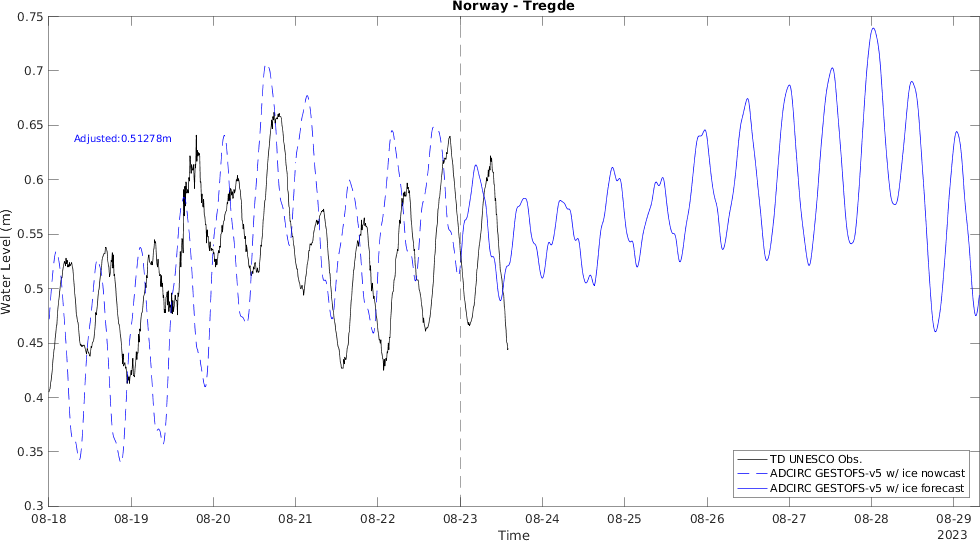 Norway - Tregde
0.75
0.7
0.65
0.6
0.55
0.5
0.45
0.4
0.35
0.3
Water Level (m)
Adjusted:0.51278m
TD UNESCO Obs.
ADCIRC GESTOFS-v5 w/ ice nowcast
ADCIRC GESTOFS-v5 w/ ice forecast
08-18 08-19 08-20 08-21 08-22 08-23 08-24 08-25 08-26 08-27 08-28 08-29
Time
2023